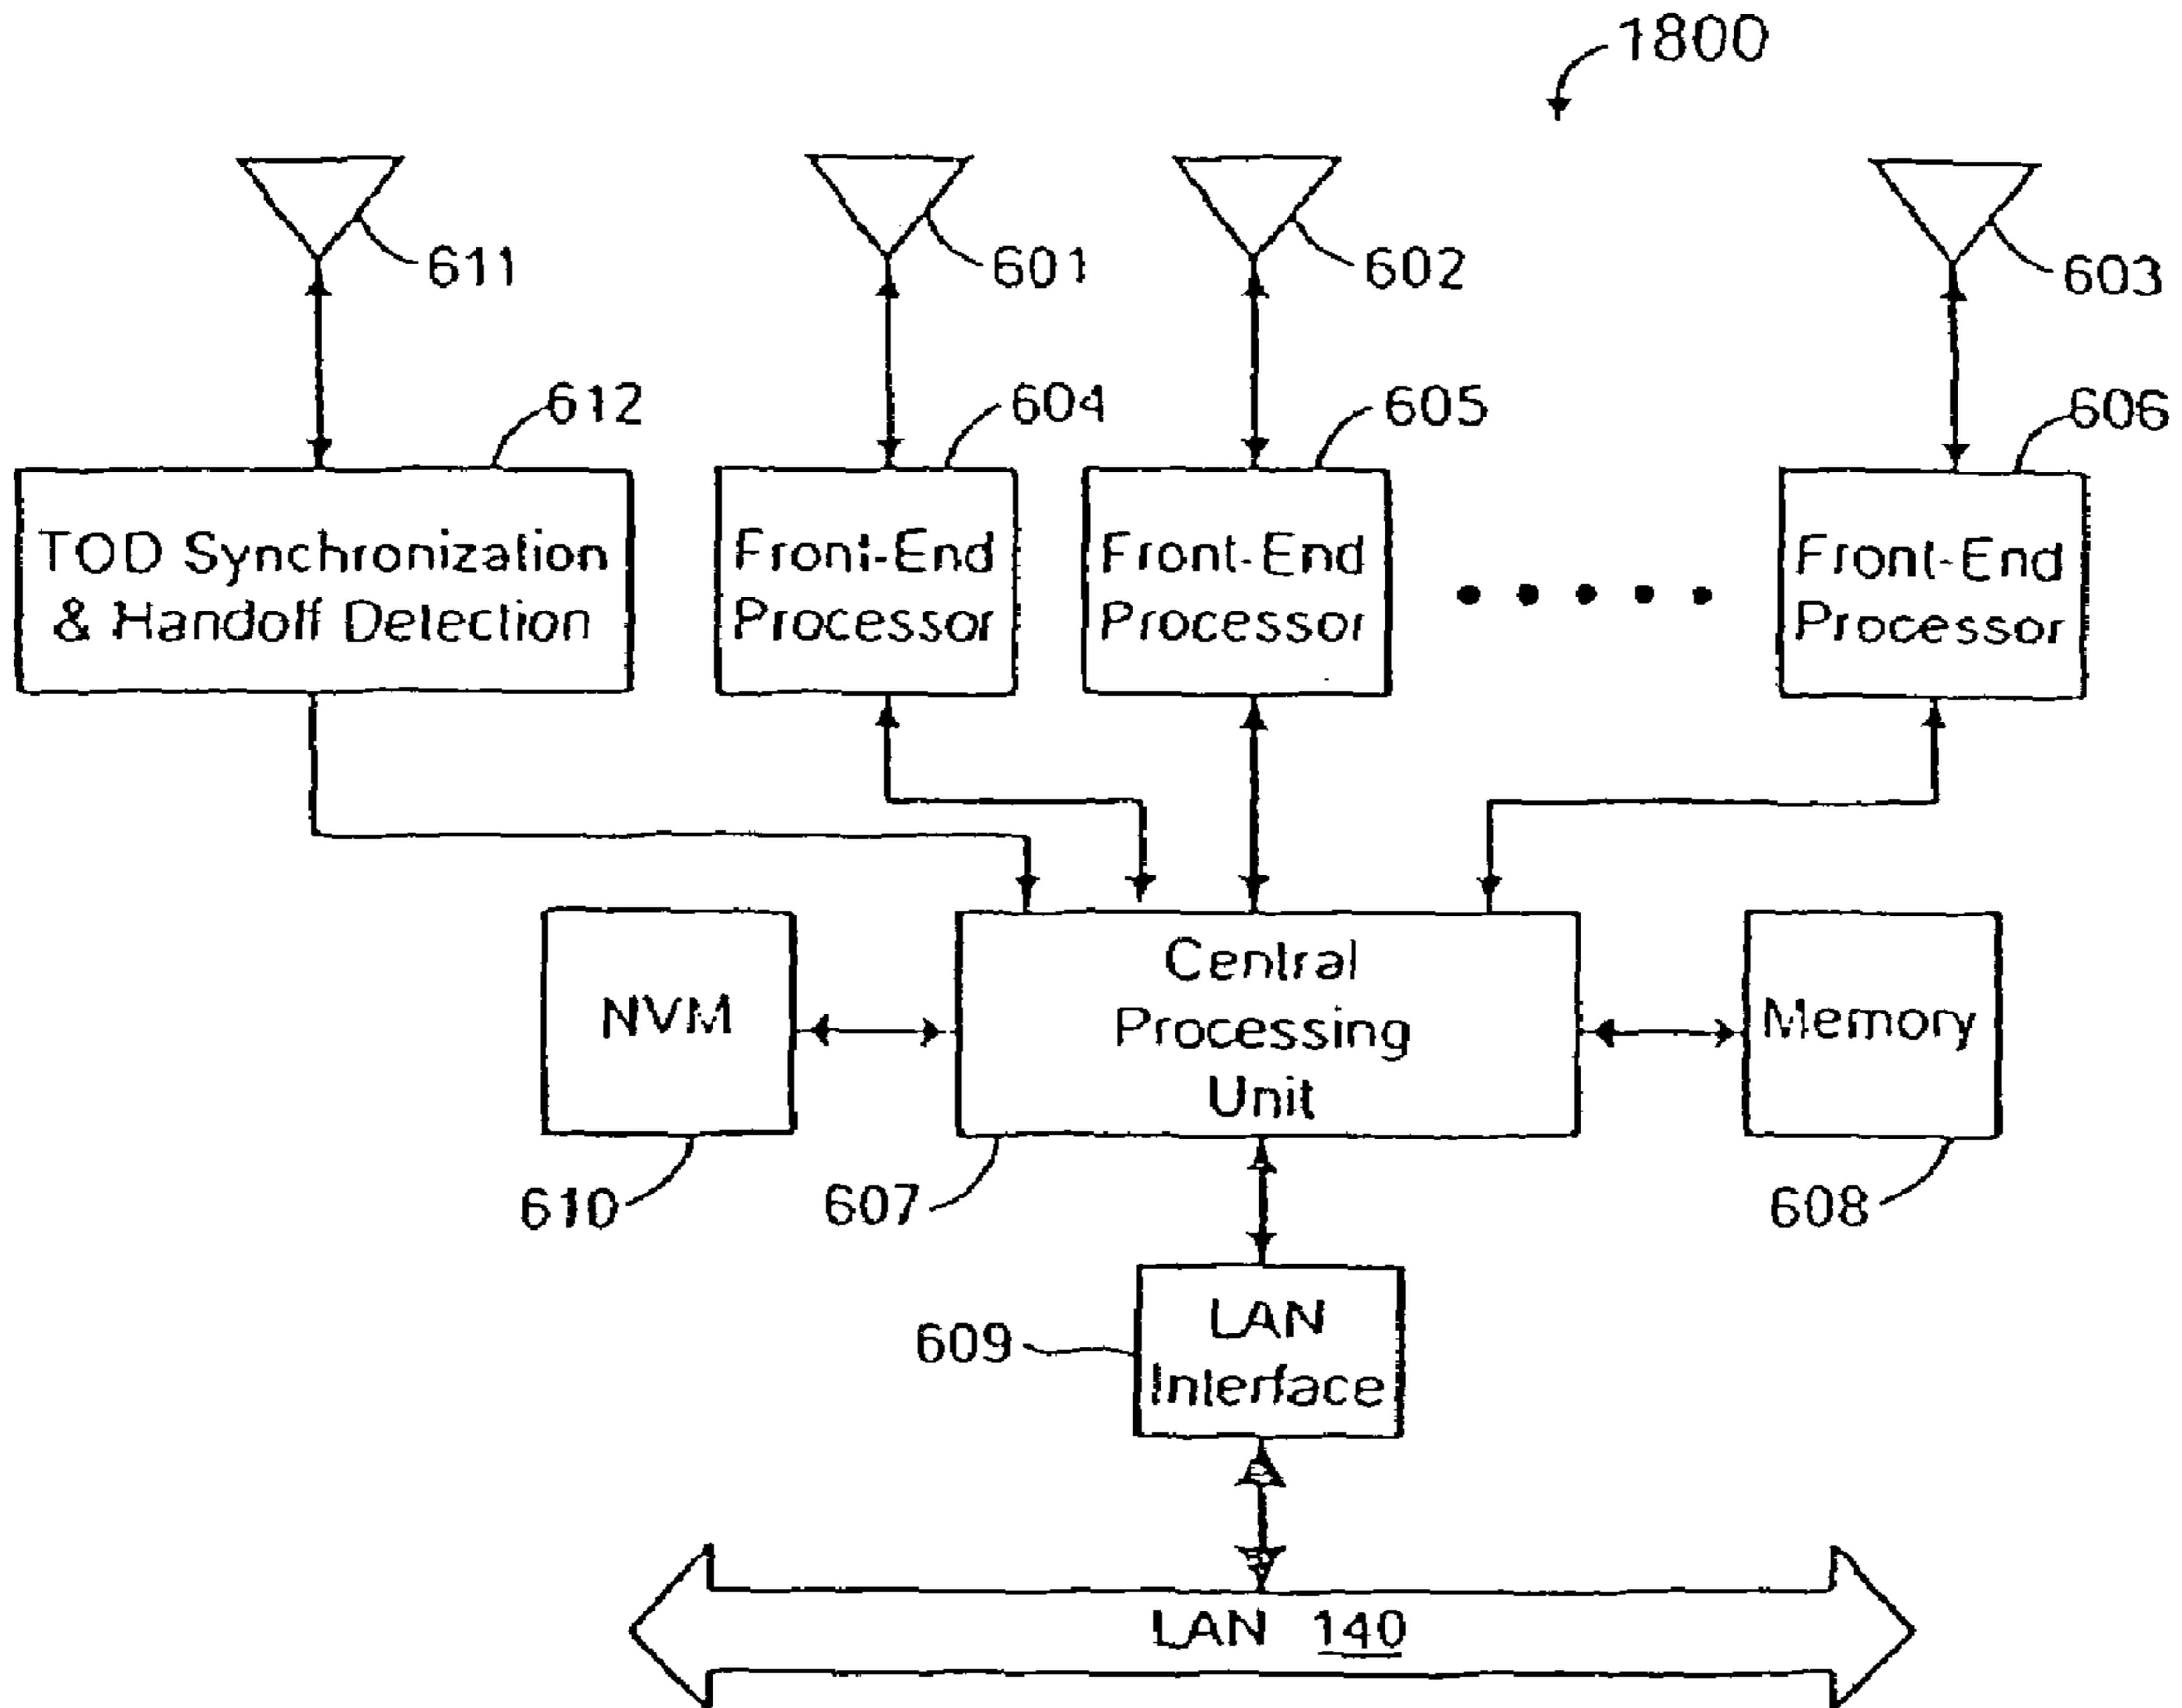 1800
611
601
602
603
612
604
605
606
TOD Synchronization
& Handoff Detection
Front-End
Processor
Front-End
Processor
Front-End
Processor
NVM
Central
Processing
Unit
Memory
610
607
608
609
LAN
Interface
LAN 140